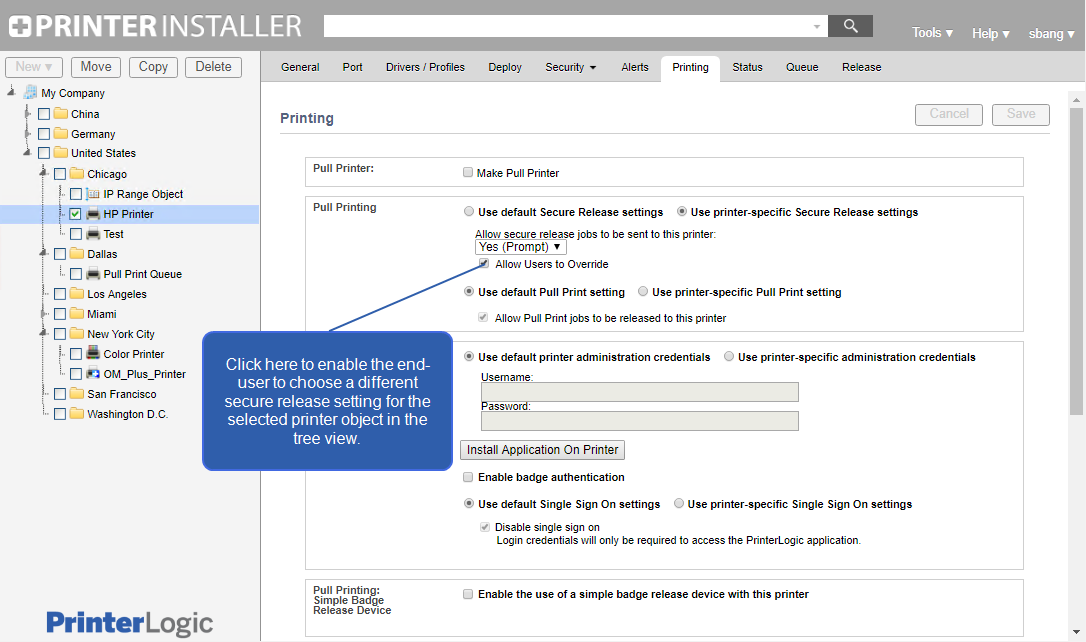 PRINTER INSTALLER
Tools ▾ Help ▾ sbang ▾
New ▾ Move Copy Delete
General Port Drivers / Profiles Deploy Security ▾ Alerts Printing Status Queue Release
My Company
China
Germany
United States
Chicago
IP Range Object
HP Printer
Test
Dallas
Pull Print Queue
Los Angeles
Miami
New York City
Color Printer
OM_Plus_Printer
San Francisco
Washington D.C.
PrinterLogic
Printing
Cancel Save
Pull Printer:
Make Pull Printer
Pull Printing
Use default Secure Release settings Use printer-specific Secure Release settings
Allow secure release jobs to be sent to this printer:
Yes (Prompt) ▾
Allow Users to Override
Use default Pull Print setting Use printer-specific Pull Print setting
Allow Pull Print jobs to be released to this printer
Click here to enable the end-
user to choose a different
secure release setting for the
selected printer object in the
tree view.
Use default printer administration credentials Use printer-specific administration credentials
Username:
Password:
Install Application On Printer
Enable badge authentication
Use default Single Sign On settings Use printer-specific Single Sign On settings
Disable single sign on
Login credentials will only be required to access the PrinterLogic application.
Pull Printing:
Simple Badge
Release Device
Enable the use of a simple badge release device with this printer